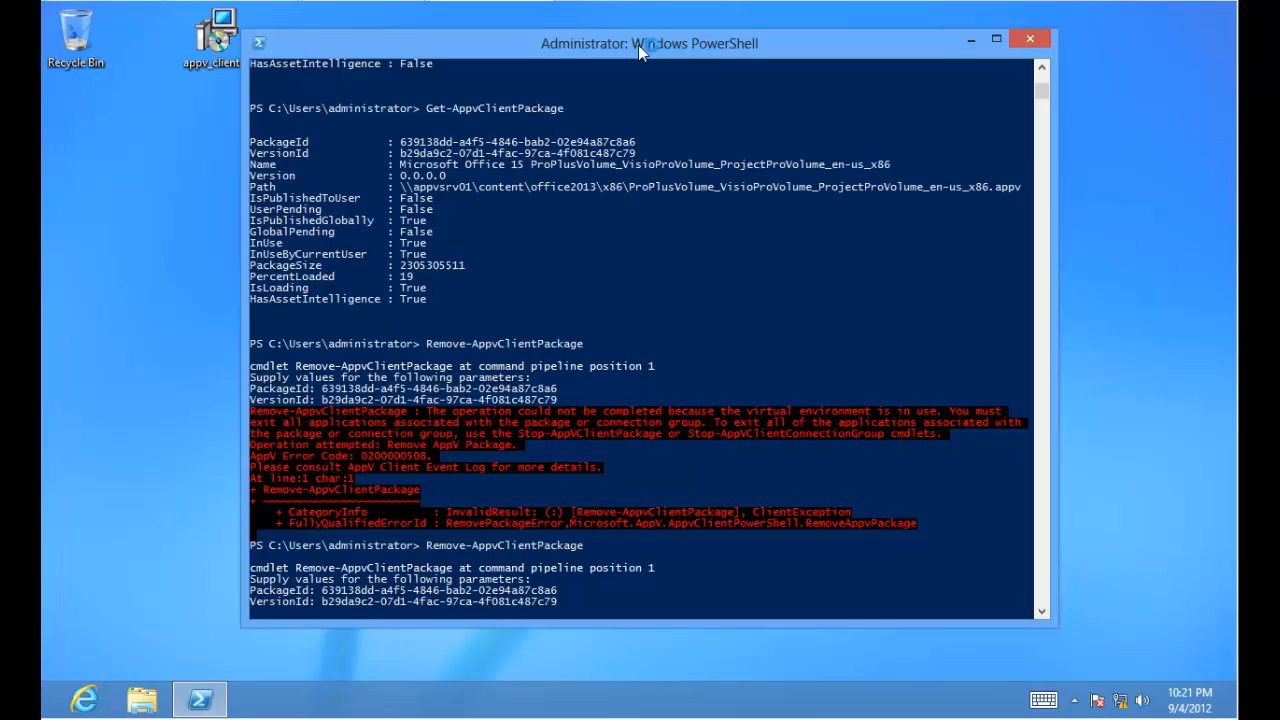 Recycle Bin
appv_client
Administrator: Windows PowerShell
HasAssetIntelligence : False
PS C:\Users\administrator> Get-AppvClientPackage
PackageId : 639138dd-a4f5-4846-bab2-02e94a87c8a6
VersionId : b29da9c2-07d1-4fac-97ca-4f081c487c79
Name : Microsoft Office 15 ProPlusVolume_VisioProVolume_ProjectProVolume_en-us_x86
Version : 0.0.0.0
Path : \\appvsrv01\content\office2013\x86\ProPlusVolume_VisioProVolume_ProjectProVolume_en-us_x86.appv
IsPublishedToUser : False
UserPending : False
IsPublishedGlobally : True
GlobalPending : False
InUse : True
InUseByCurrentUser : True
PackageSize : 2305305511
PercentLoaded : 19
IsLoading : True
HasAssetIntelligence : True
PS C:\Users\administrator> Remove-AppvClientPackage
cmdlet Remove-AppvClientPackage at command pipeline position 1
Supply values for the following parameters:
PackageId: 639138dd-a4f5-4846-bab2-02e94a87c8a6
VersionId: b29da9c2-07d1-4fac-97ca-4f081c487c79
Remove-AppvClientPackage : The operation could not be completed because the virtual environment is in use. You must
exit all applications associated with the package or connection group. To exit all of the applications associated with
the package or connection group, use the Stop-AppVClientPackage or Stop-AppVClientConnectionGroup cmdlets.
Operation attempted: Remove AppV Package.
AppV Error Code: 0200000508.
Please consult AppV Client Event Log for more details.
At line:1 char:1
+ Remove-AppvClientPackage
+ ~~~~~~~~~~~~~~~~~~~~~~~~
+ CategoryInfo : InvalidResult: (:) [Remove-AppvClientPackage], ClientException
+ FullyQualifiedErrorId : RemovePackageError,Microsoft.AppV.AppvClientPowerShell.RemoveAppvPackage
PS C:\Users\administrator> Remove-AppvClientPackage
cmdlet Remove-AppvClientPackage at command pipeline position 1
Supply values for the following parameters:
PackageId: 639138dd-a4f5-4846-bab2-02e94a87c8a6
VersionId: b29da9c2-07d1-4fac-97ca-4f081c487c79
10:21 PM
9/4/2012